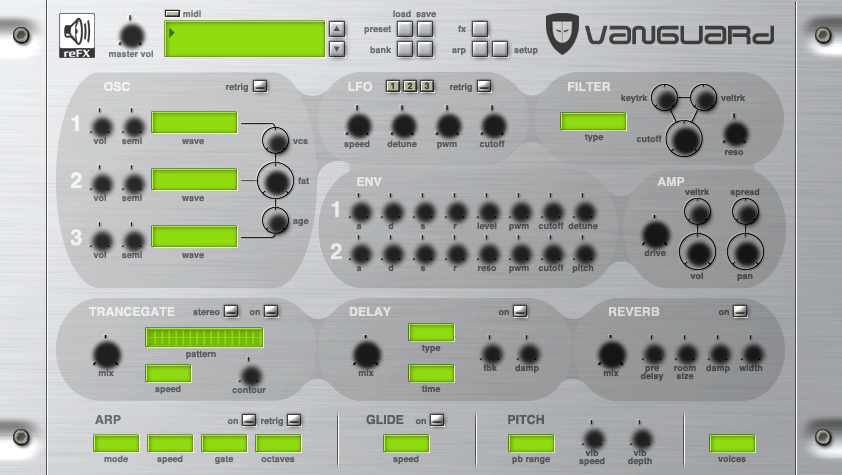 reFX
master vol
midi
load save
preset
bank
fx
arp
setup
VANGUARD
OSC
retrig
1
vol
semi
wave
2
vol
semi
wave
3
vol
semi
wave
vcs
fat
age
LFO
1 2 3
retrig
speed
detune
pwm
cutoff
FILTER
type
keytrk
veltrk
cutoff
reso
ENV
1
a d s r level pwm cutoff detune
2
a d s r reso pwm cutoff pitch
AMP
veltrk
spread
drive
vol
pan
TRANCEGATE
stereo
on
mix
pattern
speed
contour
DELAY
on
mix
type
time
fbk
damp
REVERB
on
mix
pre
delay
room
size
damp
width
ARP
on
retrig
mode
speed
gate
octaves
GLIDE
on
speed
PITCH
pb range
vib
speed
vib
depth
voices